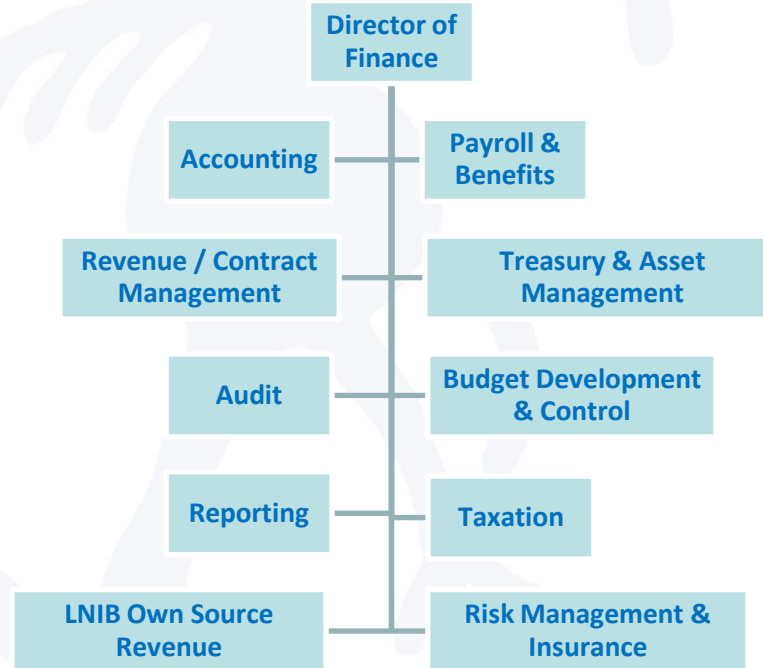 Director of
Finance
Accounting
Payroll &
Benefits
Revenue / Contract
Management
Treasury & Asset
Management
Audit
Budget Development
& Control
Reporting
Taxation
LNIB Own Source
Revenue
Risk Management &
Insurance